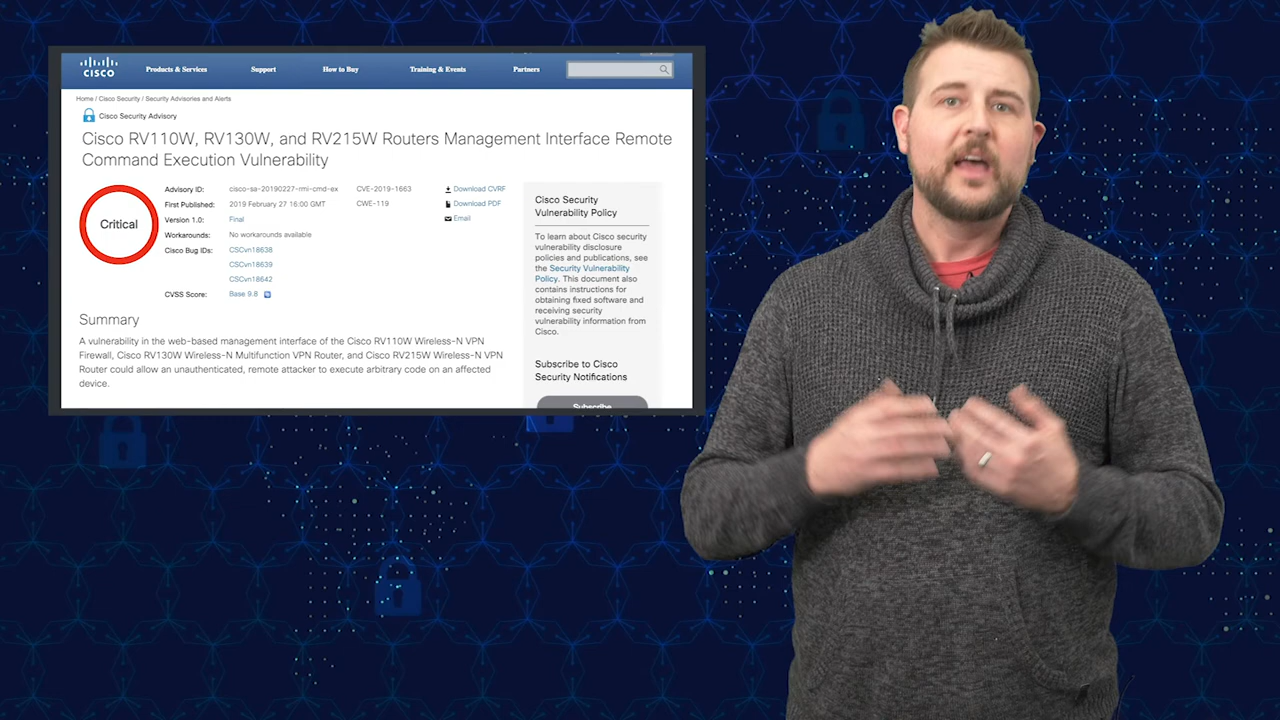 CISCO
Products & Services Support How to Buy Training & Events Partners
Home / Cisco Security / Security Advisories and Alerts
Cisco Security Advisory
Cisco RV110W, RV130W, and RV215W Routers Management Interface Remote
Command Execution Vulnerability
Critical
Advisory ID: cisco-sa-20190227-rmi-cmd-ex
First Published: 2019 February 27 16:00 GMT
Version 1.0: Final
Workarounds: No workarounds available
Cisco Bug IDs: CSCvn18638
CSCvn18639
CSCvn18642
CVSS Score: Base 9.8
CVE-2019-1663
CWE-119
Download CVRF
Download PDF
Email
Summary
A vulnerability in the web-based management interface of the Cisco RV110W Wireless-N VPN
Firewall, Cisco RV130W Wireless-N Multifunction VPN Router, and Cisco RV215W Wireless-N VPN
Router could allow an unauthenticated, remote attacker to execute arbitrary code on an affected
device.
Cisco Security
Vulnerability Policy
To learn about Cisco security
vulnerability disclosure
policies and publications, see
the Security Vulnerability
Policy. This document also
contains instructions for
obtaining fixed software and
receiving security
vulnerability information from
Cisco.
Subscribe to Cisco
Security Notifications
Subscribe